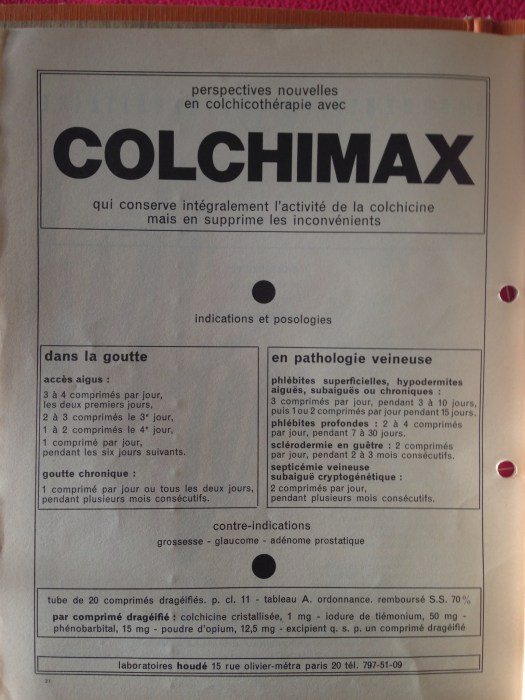 perspectives nouvelles
en colchicothérapie avec
COLCHIMAX
qui conserve intégralement l'activité de la colchicine
mais en supprime les inconvénients
indications et posologies
dans la goutte
accès aigus :
3 à 4 comprimés par jour,
les deux premiers jours,
2 à 3 comprimés le 3e jour,
1 à 2 comprimés le 4e jour,
1 comprimé par jour,
pendant les six jours suivants.
goutte chronique :
1 comprimé par jour ou tous les deux jours,
pendant plusieurs mois consécutifs.
en pathologie veineuse
phlébites superficielles, hypodermites
aiguës, subaiguës ou chroniques :
3 comprimés par jour, pendant 3 à 10 jours,
puis 1 ou 2 comprimés par jour pendant 15 jours.
phlébites profondes : 2 à 4 comprimés
par jour, pendant 7 à 30 jours.
sclérodermie en guêtre : 2 comprimés
par jour, pendant 2 à 3 mois consécutifs.
septicémie veineuse
subaiguë cryptogénétique :
2 comprimés par jour,
pendant plusieurs mois consécutifs.
contre-indications
grossesse - glaucome - adénome prostatique
tube de 20 comprimés dragéifiés. p. cl. 11 - tableau A. ordonnance. remboursé S.S. 70 %
par comprimé dragéifié : colchicine cristallisée, 1 mg - iodure de tiémonium, 50 mg -
phénobarbital, 15 mg - poudre d'opium, 12,5 mg - excipient q. s. p. un comprimé dragéifié
laboratoires houdé 15 rue olivier-métra paris 20 tél. 797-51-09